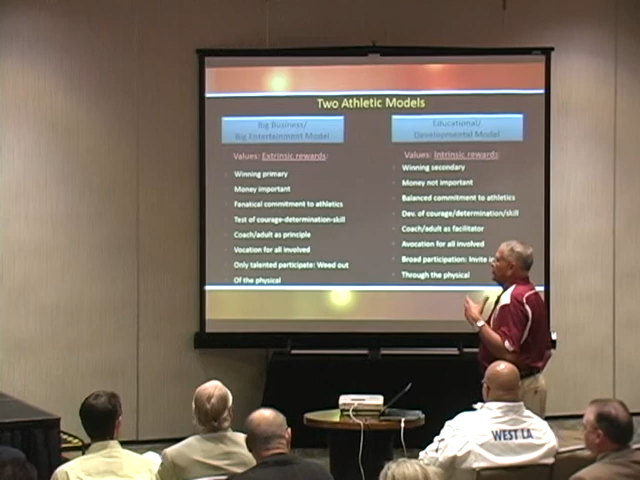 Two Athletic Models
Big Business/
Big Entertainment Model
Values: Extrinsic rewards:
Winning primary
Money important
Fanatical commitment to athletics
Test of courage-determination-skill
Coach/adult as principle
Vocation for all involved
Only talented participate: Weed out
Of the physical
Educational/
Developmental Model
Values: Intrinsic rewards:
Winning secondary
Money not important
Balanced commitment to athletics
Dev. of courage/determination/skill
Coach/adult as facilitator
Avocation for all involved
Broad participation: Invite in
Through the physical
WEST LA